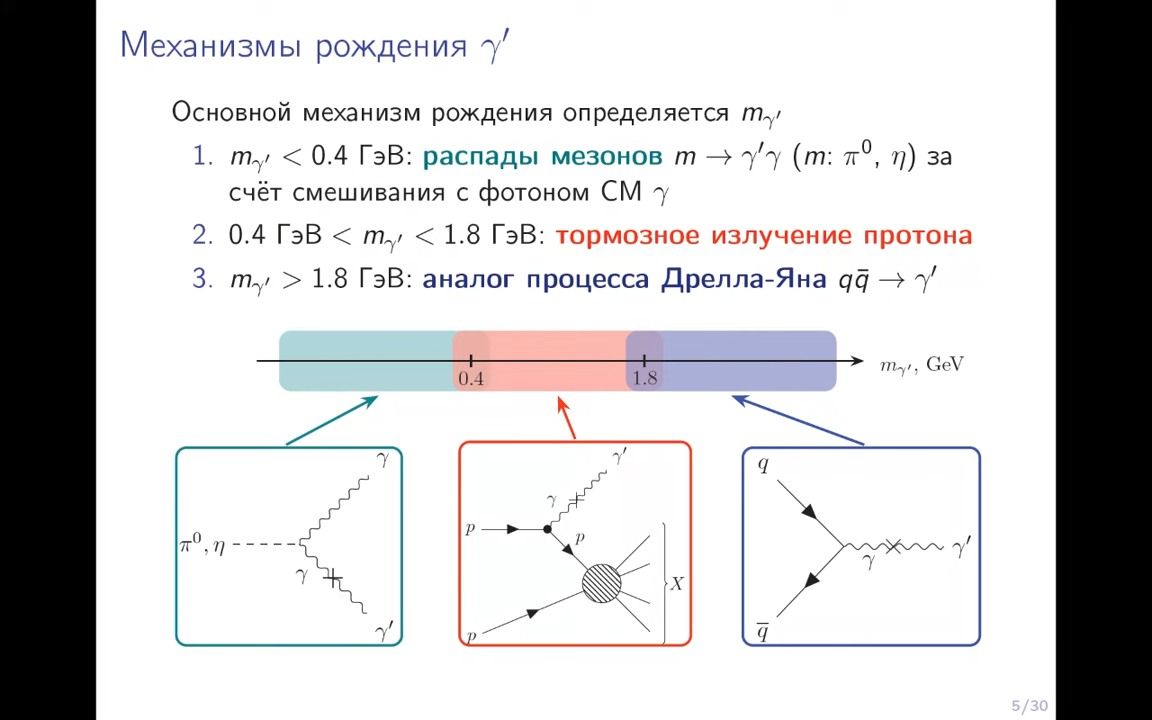 Механизмы рождения γ′
Основной механизм рождения определяется m_γ′
1. m_γ′ < 0.4 ГэВ: распады мезонов m → γ′γ (m: π⁰, η) за
счёт смешивания с фотоном СМ γ
2. 0.4 ГэВ < m_γ′ < 1.8 ГэВ: тормозное излучение протона
3. m_γ′ > 1.8 ГэВ: аналог процесса Дрелла-Яна qq̄ → γ′
0.4
1.8
m_γ′, GeV
γ
π⁰, η
γ
γ′
γ′
γ
p
p
X
p
q
γ
γ′
q̄
5/30